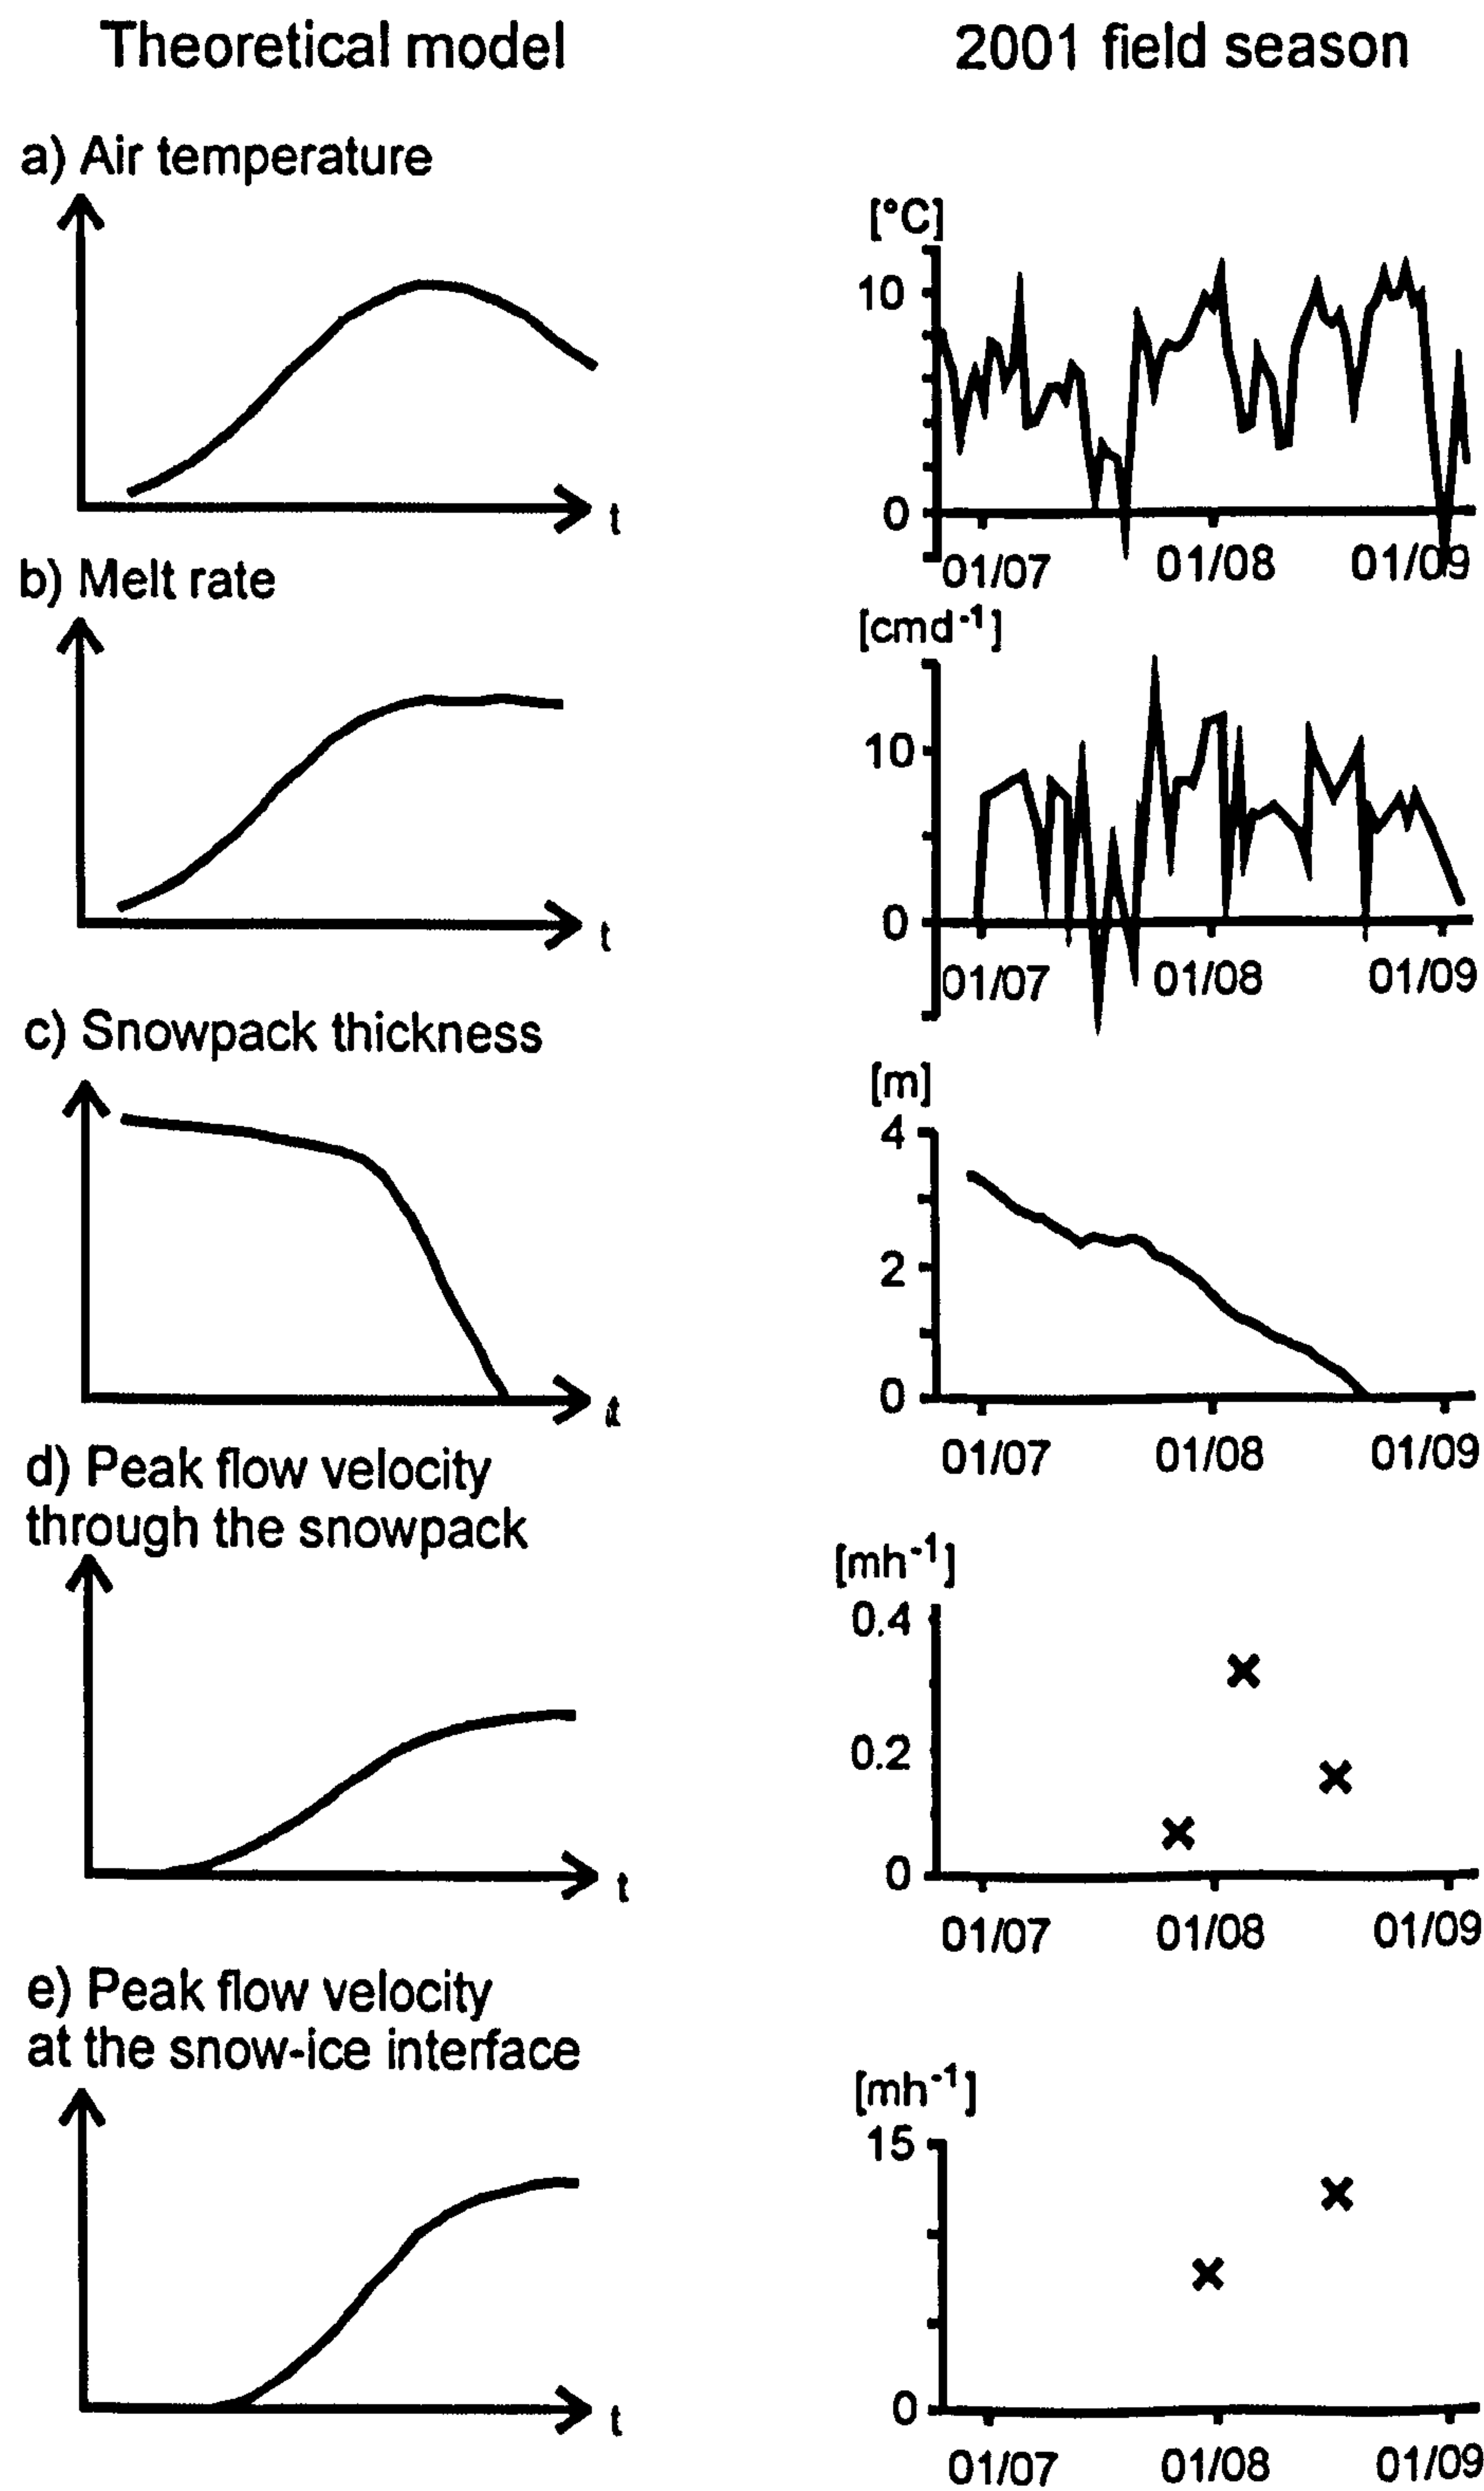 Theoretical model
2001 field season
a) Air temperature
t
[°C]
10
0
01/07 01/08 01/09
b) Melt rate
t
[cmd⁻¹]
10
0
01/07 01/08 01/09
c) Snowpack thickness
t
[m]
4
2
0
01/07 01/08 01/09
d) Peak flow velocity
through the snowpack
t
[mh⁻¹]
0.4
0.2
0
01/07 01/08 01/09
e) Peak flow velocity
at the snow-ice interface
t
[mh⁻¹]
15
0
01/07 01/08 01/09